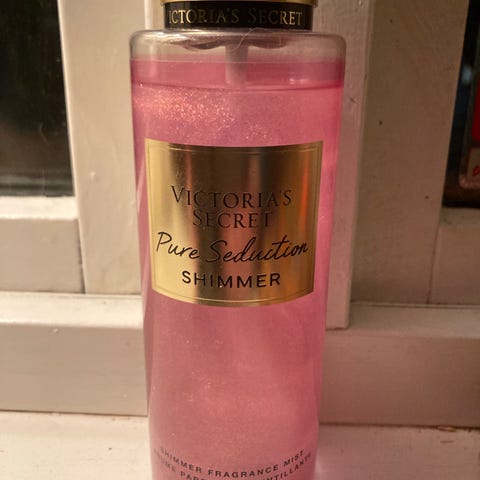 VICTORIA'S SECRET
VICTORIA'S
SECRET
Pure Seduction
SHIMMER
SHIMMER FRAGRANCE MIST